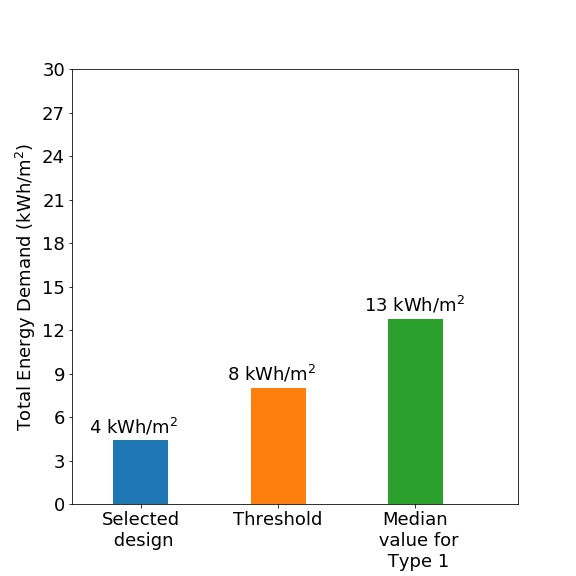 30
27
24
21
18
15
12
9
6
3
0
Total Energy Demand (kWh/m²)
4 kWh/m²
8 kWh/m²
13 kWh/m²
Selected
design
Threshold
Median
value for
Type 1